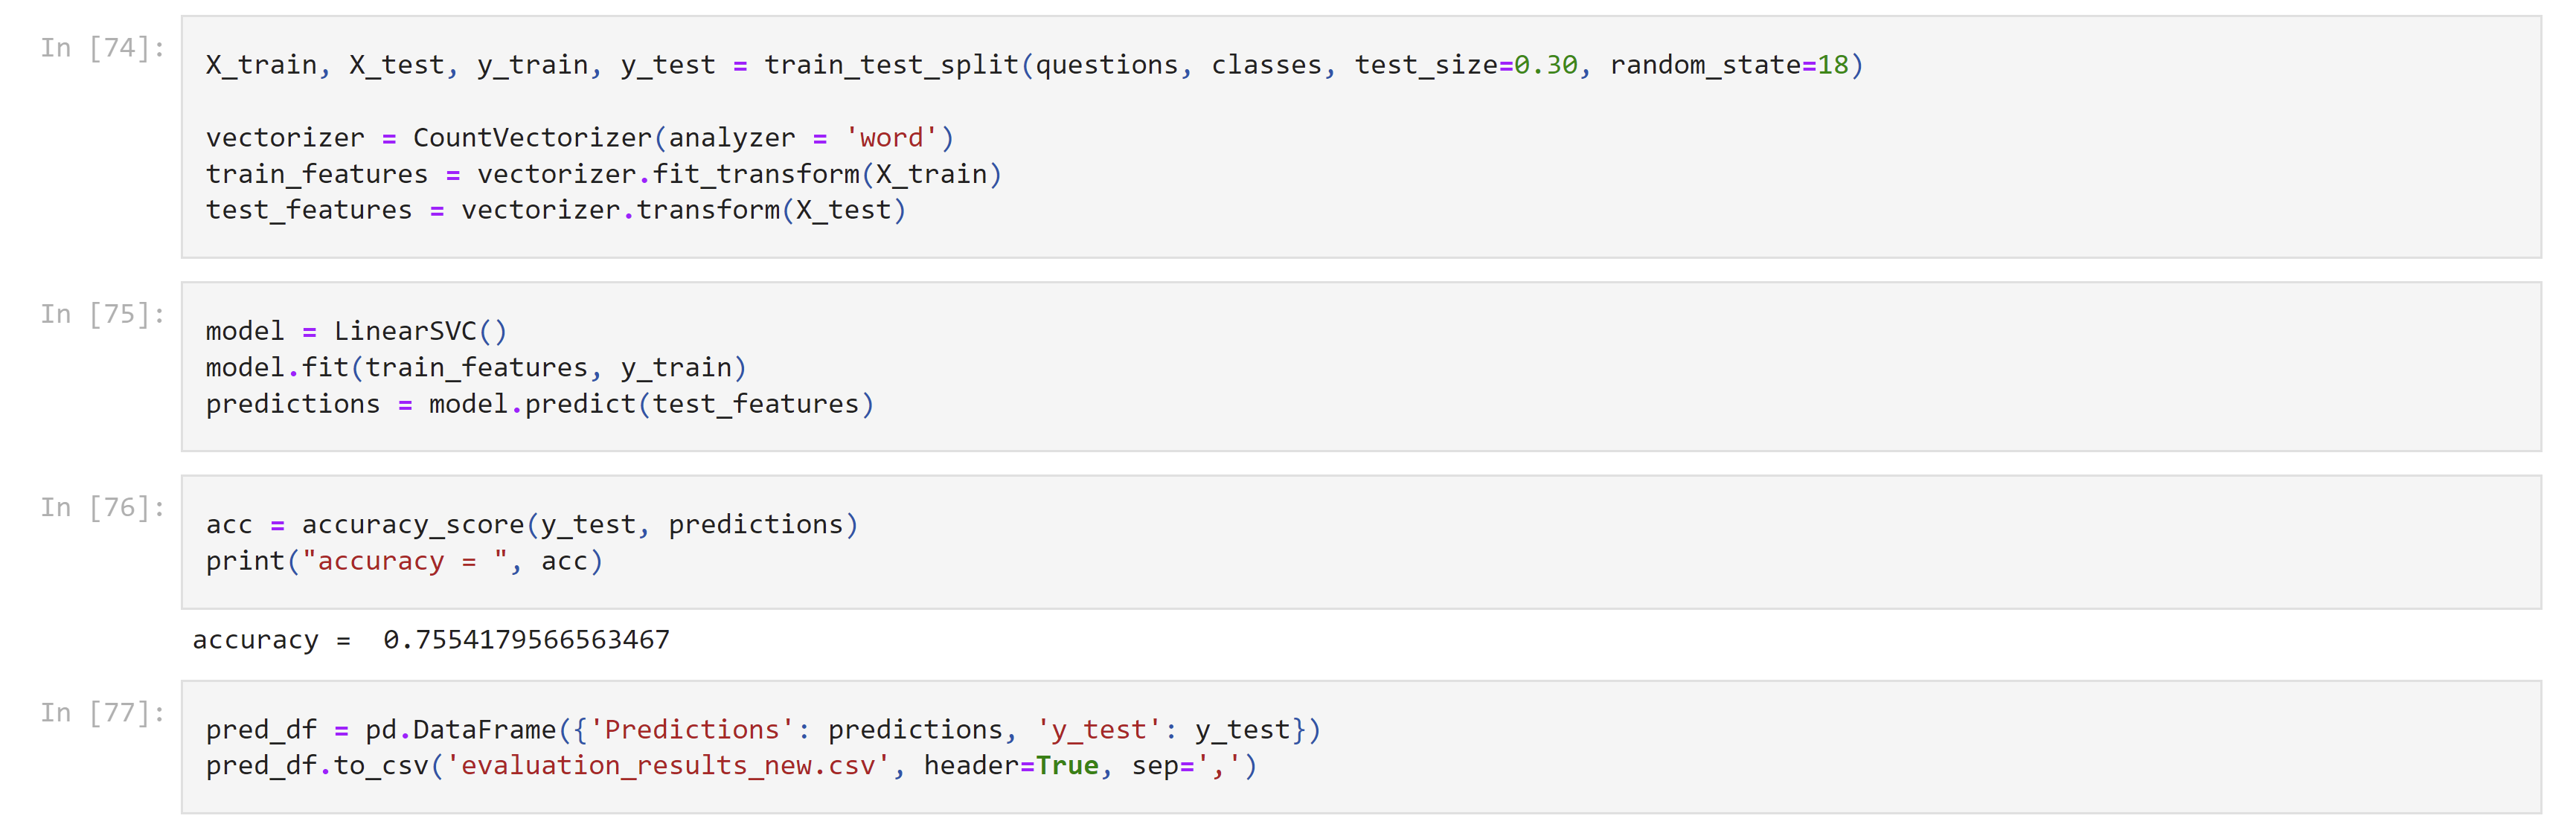 In [74]:
X_train, X_test, y_train, y_test = train_test_split(questions, classes, test_size=0.30, random_state=18)
vectorizer = CountVectorizer(analyzer = 'word')
train_features = vectorizer.fit_transform(X_train)
test_features = vectorizer.transform(X_test)
In [75]:
model = LinearSVC()
model.fit(train_features, y_train)
predictions = model.predict(test_features)
In [76]:
acc = accuracy_score(y_test, predictions)
print("accuracy = ", acc)
accuracy =  0.7554179566563467
In [77]:
pred_df = pd.DataFrame({'Predictions': predictions, 'y_test': y_test})
pred_df.to_csv('evaluation_results_new.csv', header=True, sep=',')